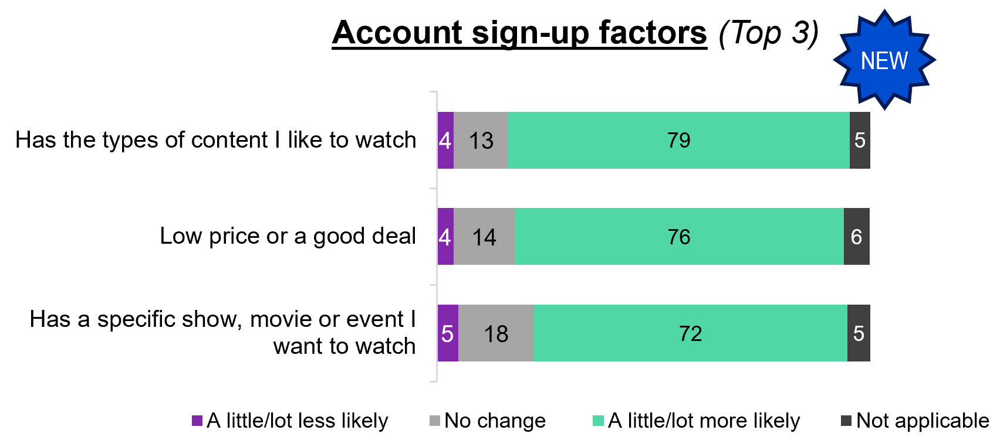 Account sign-up factors (Top 3)
NEW
Has the types of content I like to watch
4 13 79 5
Low price or a good deal
4 14 76 6
Has a specific show, movie or event I
want to watch
5 18 72 5
A little/lot less likely No change A little/lot more likely Not applicable